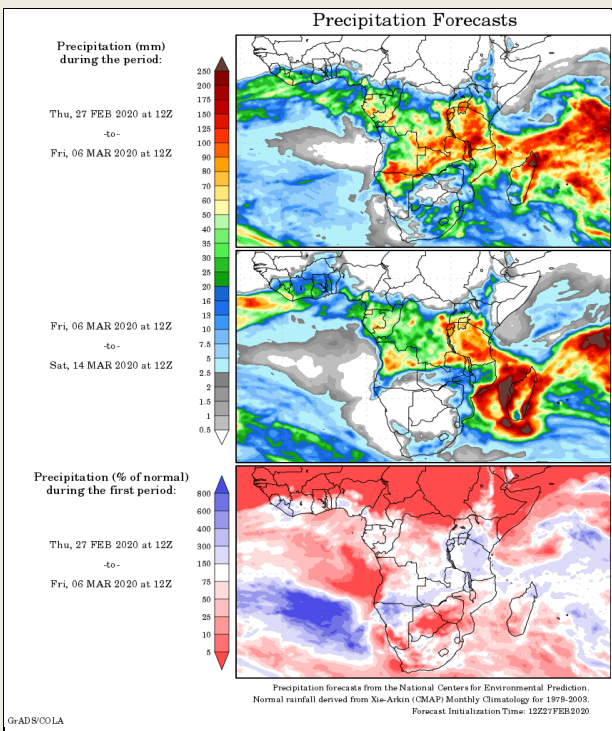 Precipitation Forecasts
Precipitation (mm)
during the period:
Thu, 27 FEB 2020 at 12Z
-to-
Fri, 06 MAR 2020 at 12Z
250
200
175
150
125
100
90
80
70
60
50
40
35
30
25
20
16
13
10
7.5
5
2.5
2
1.5
1
0.5
Fri, 06 MAR 2020 at 12Z
-to-
Sat, 14 MAR 2020 at 12Z
Precipitation (% of normal)
during the first period:
Thu, 27 FEB 2020 at 12Z
-to-
Fri, 06 MAR 2020 at 12Z
800
600
400
300
150
75
50
25
10
5
Precipitation forecasts from the National Centers for Environmental Prediction.
Normal rainfall derived from Xie-Arkin (CMAP) Monthly Climatology for 1979-2003.
Forecast Initialization Time: 12Z27FEB2020
GrADS/COLA